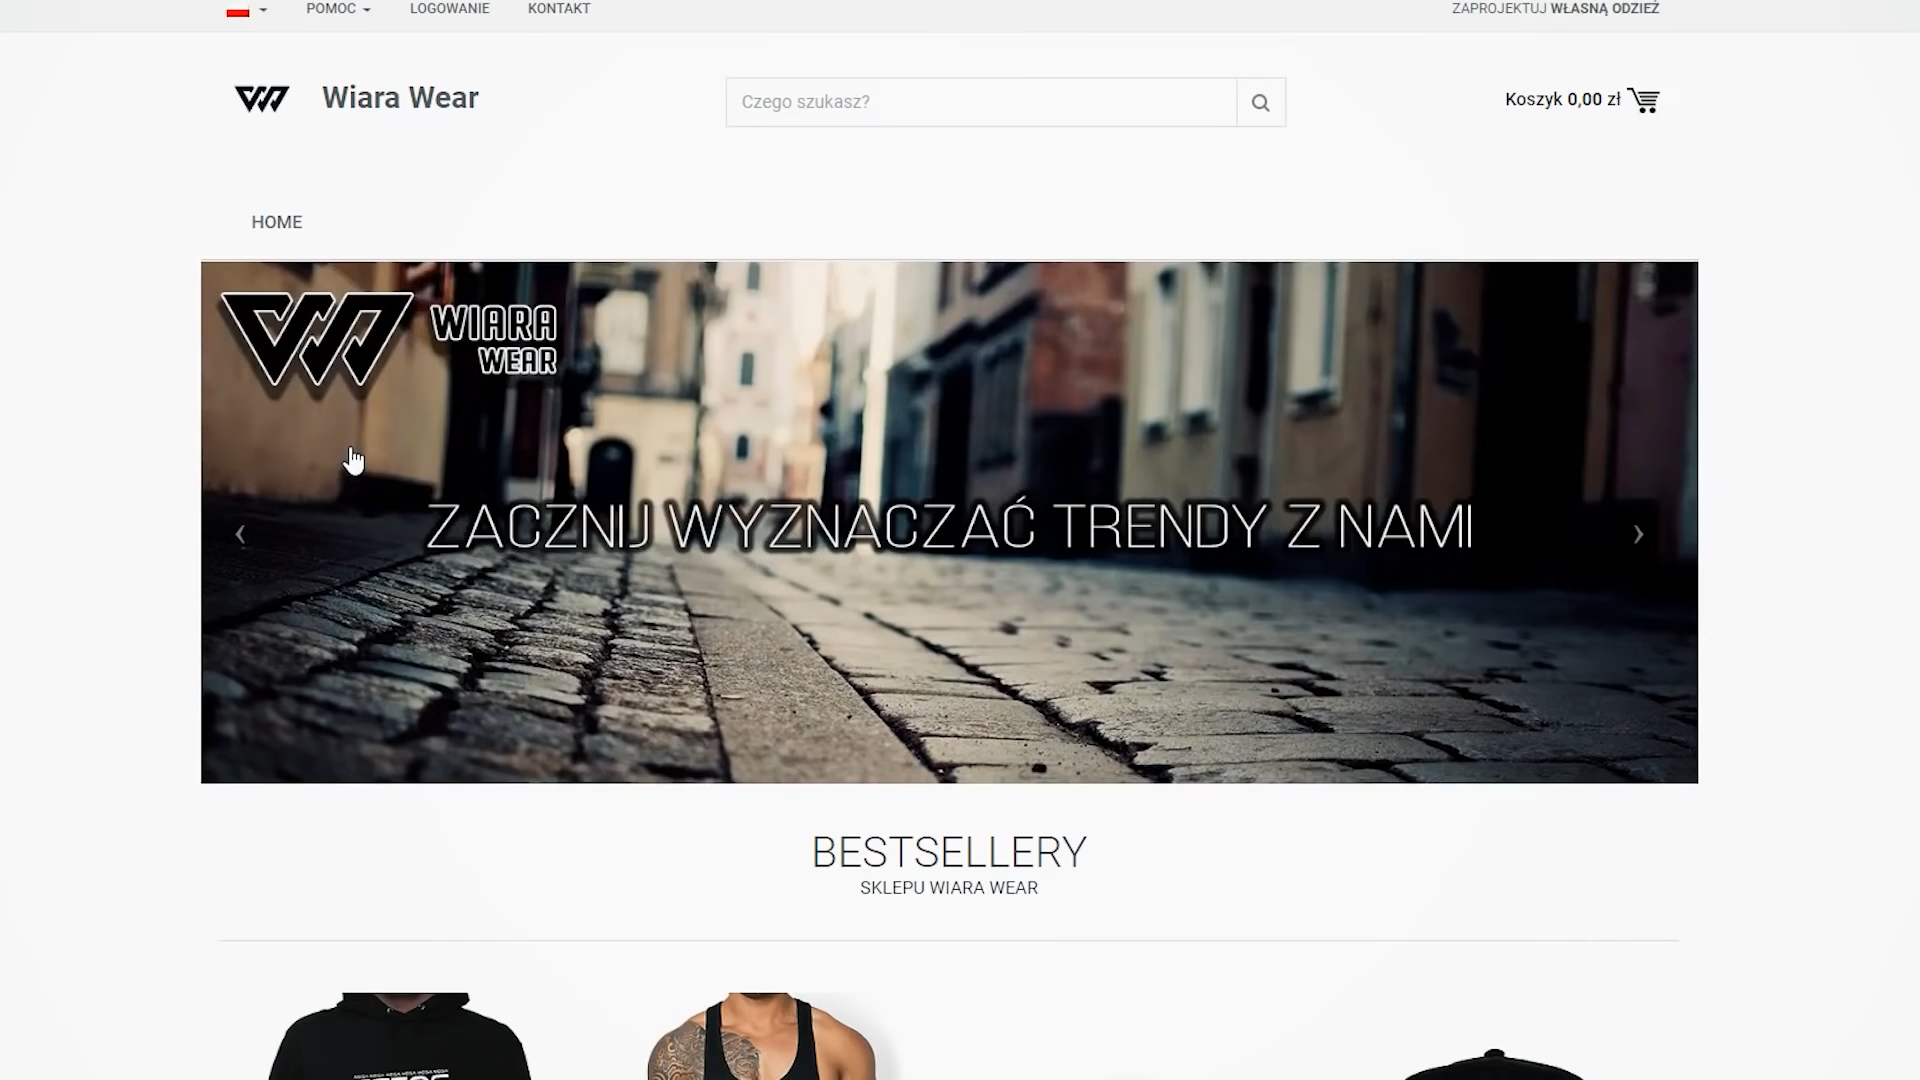 POMOC
LOGOWANIE
KONTAKT
ZAPROJEKTUJ WŁASNĄ ODZIEŻ
Wiara Wear
Czego szukasz?
Koszyk 0,00 zł
HOME
WIARA
WEAR
ZACZNIJ WYZNACZAĆ TRENDY Z NAMI
BESTSELLERY
SKLEPU WIARA WEAR